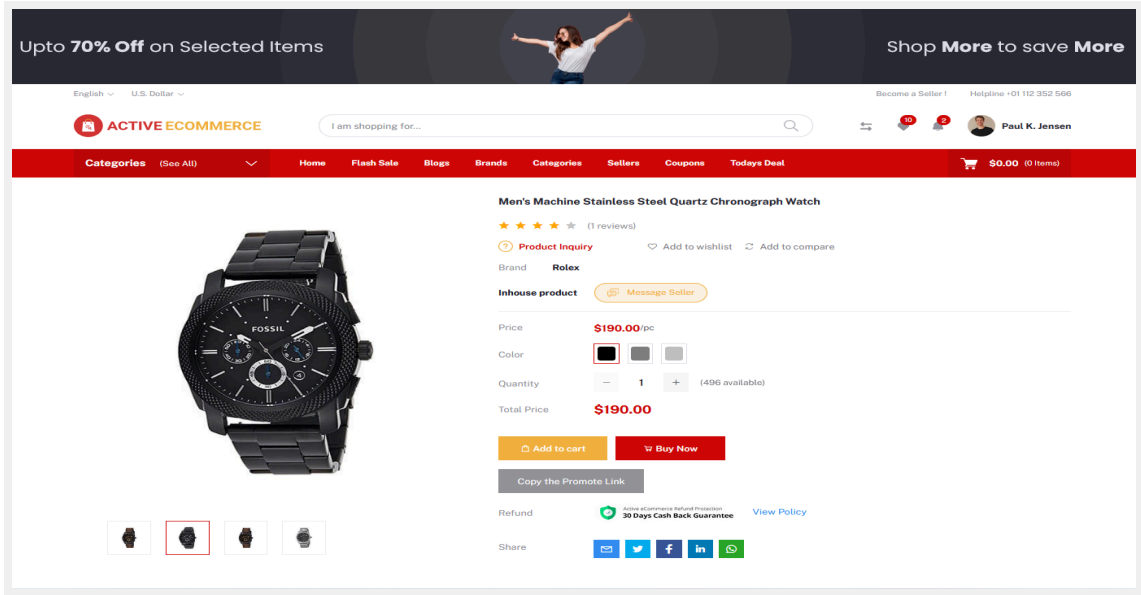 Upto 70% Off on Selected Items
Shop More to save More
English
U.S. Dollar
Become a Seller !
Helpline +01 112 352 566
ACTIVE ECOMMERCE
I am shopping for...
10
2
Paul K. Jensen
Categories (See All)
Home
Flash Sale
Blogs
Brands
Categories
Sellers
Coupons
Todays Deal
$0.00 (0 Items)
Men's Machine Stainless Steel Quartz Chronograph Watch
(1 reviews)
? Product Inquiry
Add to wishlist
Add to compare
Brand Rolex
Inhouse product
Message Seller
FOSSIL
Price $190.00/pc
Color
Quantity − 1 + (496 available)
Total Price $190.00
Add to cart
Buy Now
Copy the Promote Link
Refund
Active eCommerce Refund Protection
30 Days Cash Back Guarantee
View Policy
Share